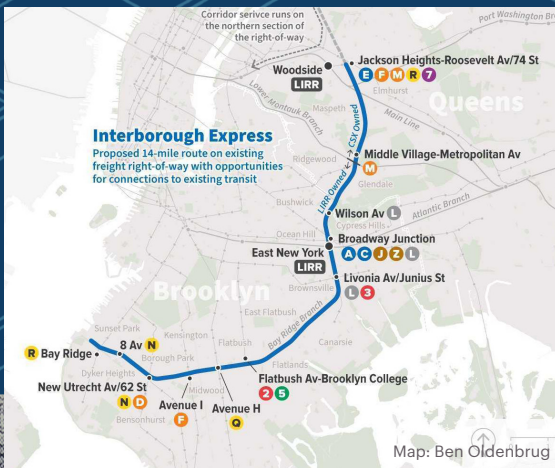 Corridor serivce runs on
the northern section of
the right-of-way
Port Washington Br
Woodside
LIRR
Jackson Heights-Roosevelt Av/74 St
E F M R 7
Elmhurst
Queens
Lower Montauk Branch
Maspeth
Main Line
CSX Owned
Interborough Express
Proposed 14-mile route on existing
freight right-of-way with opportunities
for connections to existing transit
Ridgewood
Middle Village-Metropolitan Av
M
LIRR Owned
Glendale
Bushwick
Wilson Av L
Cypress Hills
Atlantic Branch
Ocean Hill
Broadway Junction
A C J Z L
East New York
LIRR
Livonia Av/Junius St
L 3
Brownsville
Brooklyn
East Flatbush
Bay Ridge Branch
Sunset Park
Kensington
Flatbush
Canarsie
8 Av N
R Bay Ridge
Borough Park
Flatlands
Dyker Heights
Flatbush Av-Brooklyn College
2 5
New Utrecht Av/62 St
N D
Midwood
Avenue I
F
Avenue H
Q
Bensonhurst
Map: Ben Oldenbrug